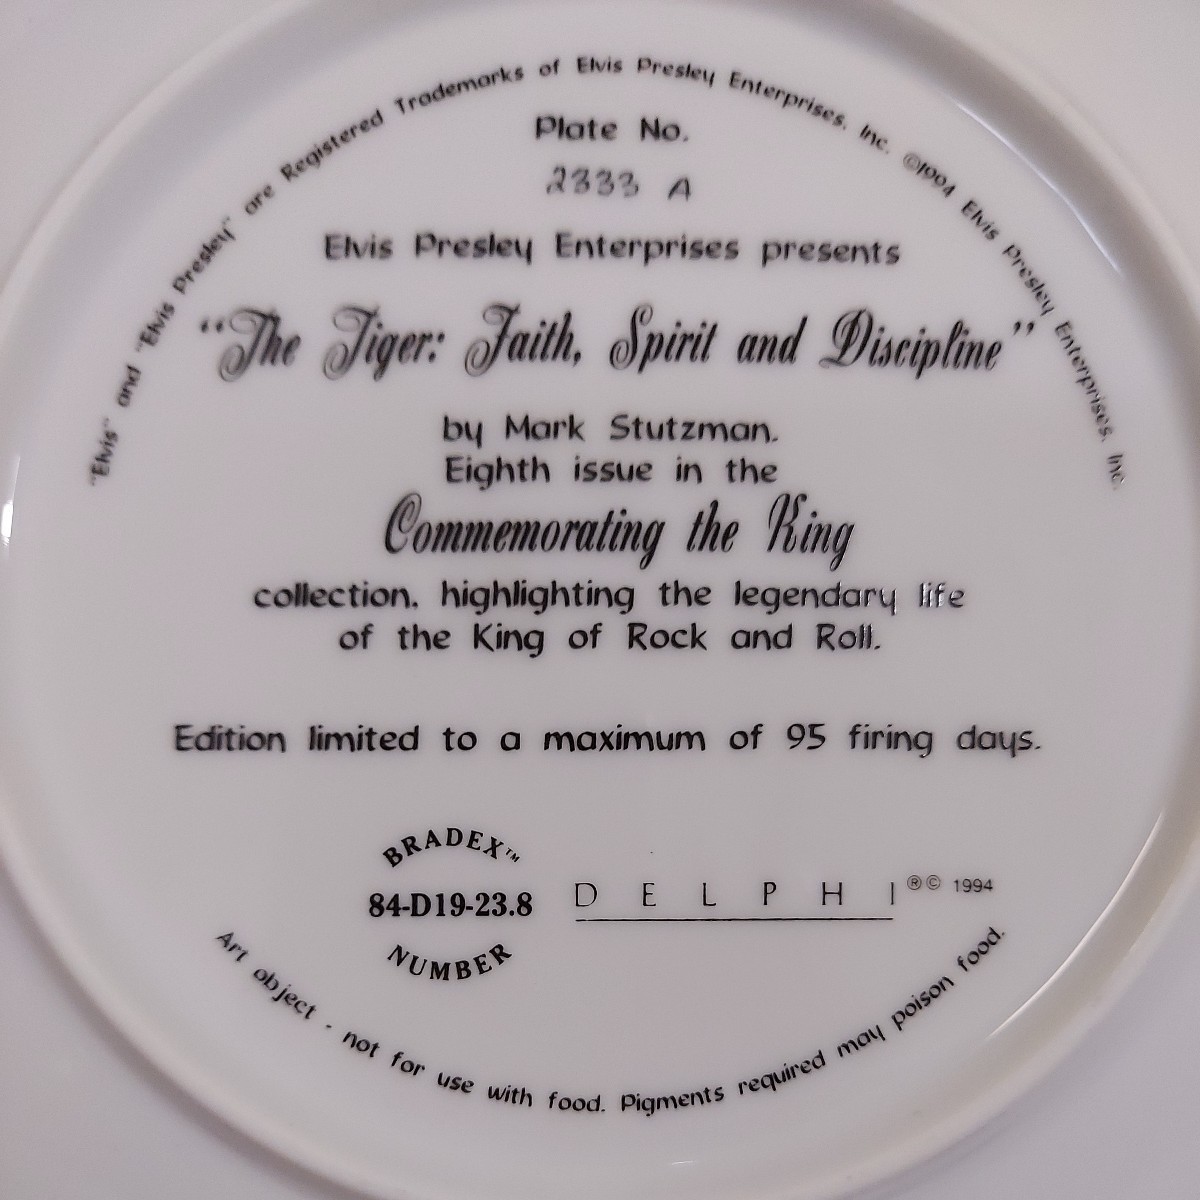 "Elvis" and "Elvis Presley" are Registered Trademarks of Elvis Presley Enterprises, Inc. ©1994 Elvis Presley Enterprises, Inc.
Plate No.
2333 A
Elvis Presley Enterprises presents
"The Tiger: Faith, Spirit and Discipline"
by Mark Stutzman.
Eighth issue in the
Commemorating the King
collection, highlighting the legendary life
of the King of Rock and Roll.
Edition limited to a maximum of 95 firing days.
BRADEX™
84-D19-23.8
NUMBER
DELPHI ®© 1994
Art object - not for use with food. Pigments required may poison food.